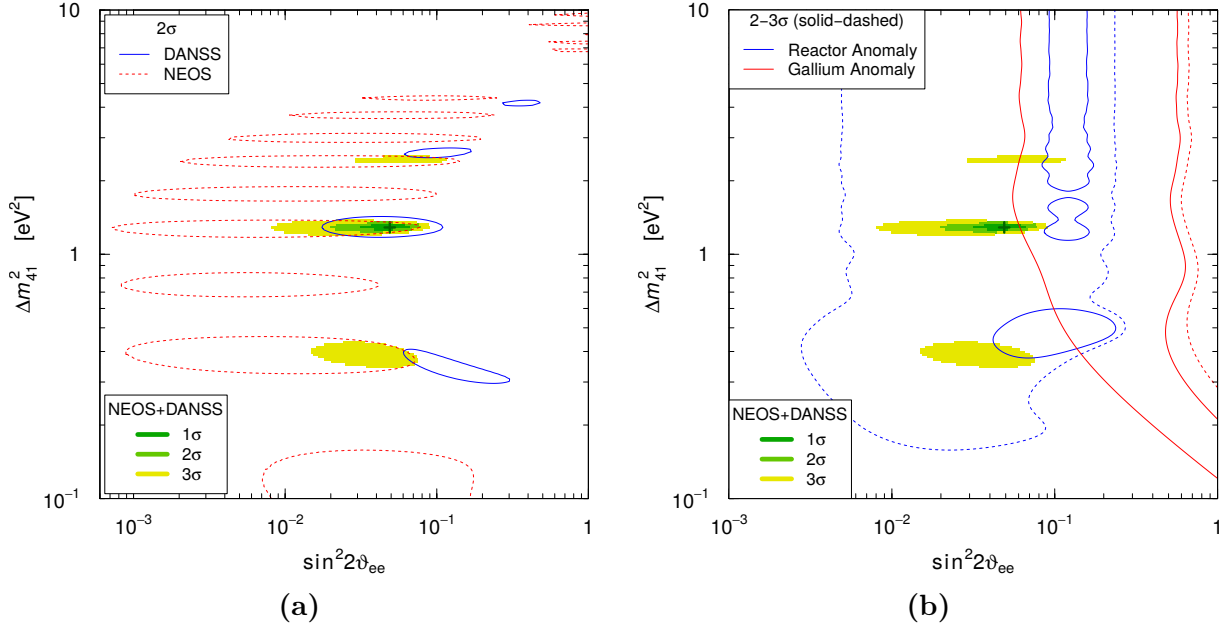 2σ
DANSS
NEOS
NEOS+DANSS
1σ
2σ
3σ
10
1
10⁻¹
Δm²₄₁ [eV²]
10⁻³ 10⁻² 10⁻¹ 1
sin²2ϑₑₑ
(a)
2−3σ (solid−dashed)
Reactor Anomaly
Gallium Anomaly
NEOS+DANSS
1σ
2σ
3σ
10
1
10⁻¹
Δm²₄₁ [eV²]
10⁻³ 10⁻² 10⁻¹ 1
sin²2ϑₑₑ
(b)